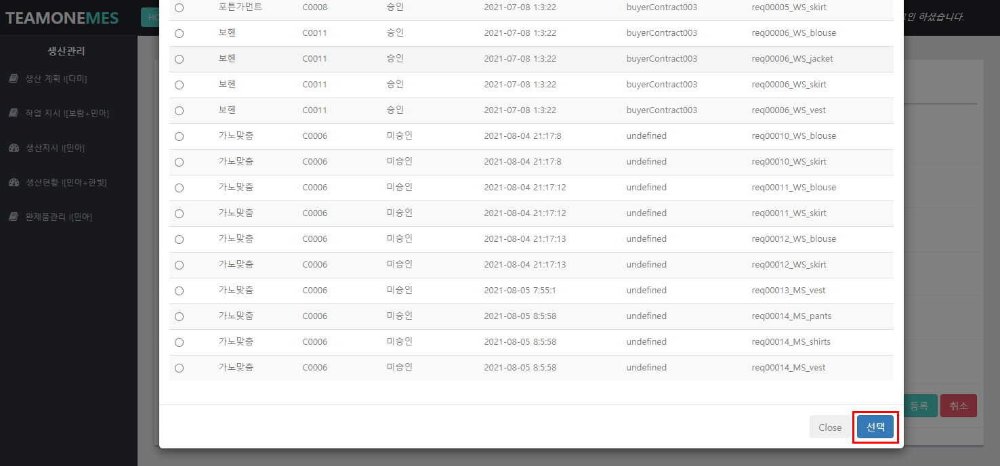 TEAMONEMES
HO
그인 하셨습니다.
생산관리
생산 계획 ![다미]
작업 지시 ![보람+민아]
생산지시 ![민아]
생산현황 ![민아+한빛]
완제품관리 ![민아]
포튼가먼트 C0008 승인 2021-07-08 1:3:22 buyerContract003 req00005_WS_skirt
보헨 C0011 승인 2021-07-08 1:3:22 buyerContract003 req00006_WS_blouse
보헨 C0011 승인 2021-07-08 1:3:22 buyerContract003 req00006_WS_jacket
보헨 C0011 승인 2021-07-08 1:3:22 buyerContract003 req00006_WS_skirt
보헨 C0011 승인 2021-07-08 1:3:22 buyerContract003 req00006_WS_vest
가노맞춤 C0006 미승인 2021-08-04 21:17:8 undefined req00010_WS_blouse
가노맞춤 C0006 미승인 2021-08-04 21:17:8 undefined req00010_WS_skirt
가노맞춤 C0006 미승인 2021-08-04 21:17:12 undefined req00011_WS_blouse
가노맞춤 C0006 미승인 2021-08-04 21:17:12 undefined req00011_WS_skirt
가노맞춤 C0006 미승인 2021-08-04 21:17:13 undefined req00012_WS_blouse
가노맞춤 C0006 미승인 2021-08-04 21:17:13 undefined req00012_WS_skirt
가노맞춤 C0006 미승인 2021-08-05 7:55:1 undefined req00013_MS_vest
가노맞춤 C0006 미승인 2021-08-05 8:5:58 undefined req00014_MS_pants
가노맞춤 C0006 미승인 2021-08-05 8:5:58 undefined req00014_MS_shirts
가노맞춤 C0006 미승인 2021-08-05 8:5:58 undefined req00014_MS_vest
등록 취소
Close 선택